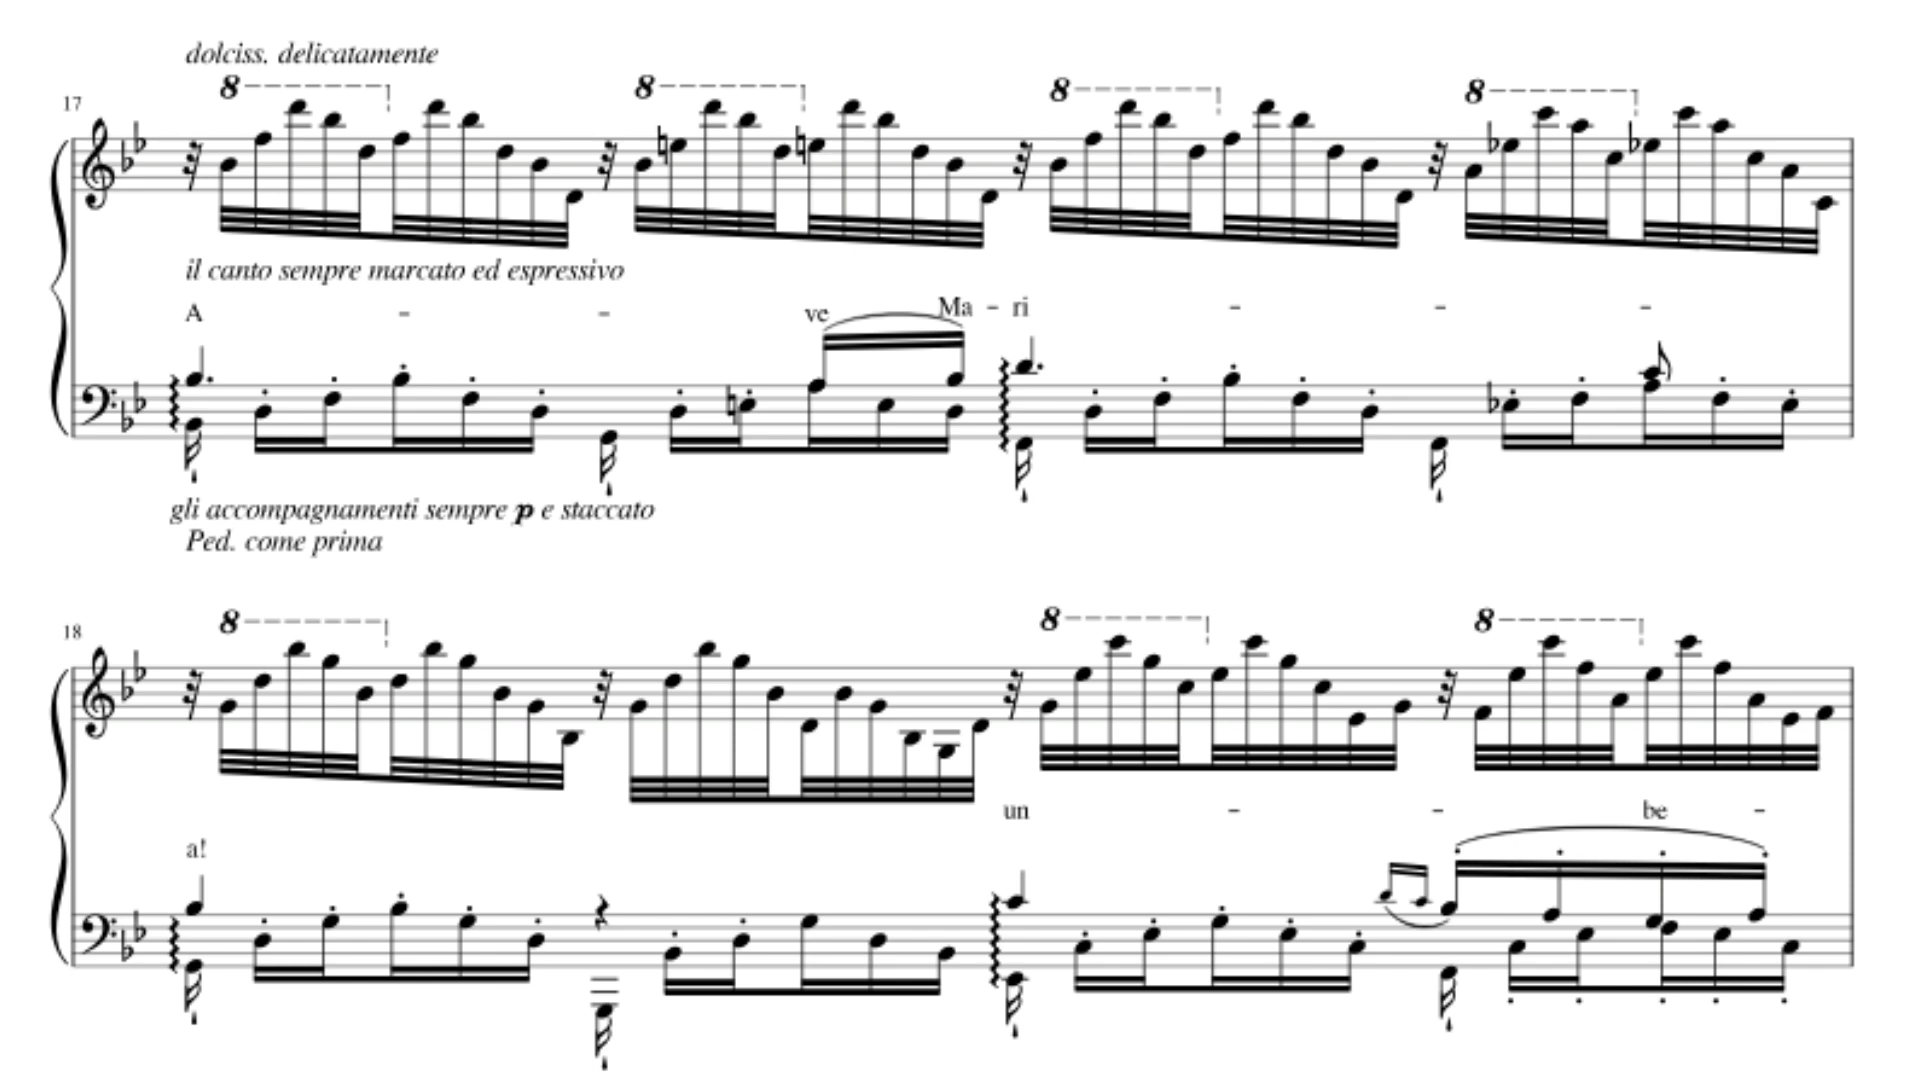 dolciss. delicatamente
8 8 8 8
17
il canto sempre marcato ed espressivo
A - - ve Ma - ri - - -
gli accompagnamenti sempre p e staccato
Ped. come prima
8 8 8
18
un - - be -
a!